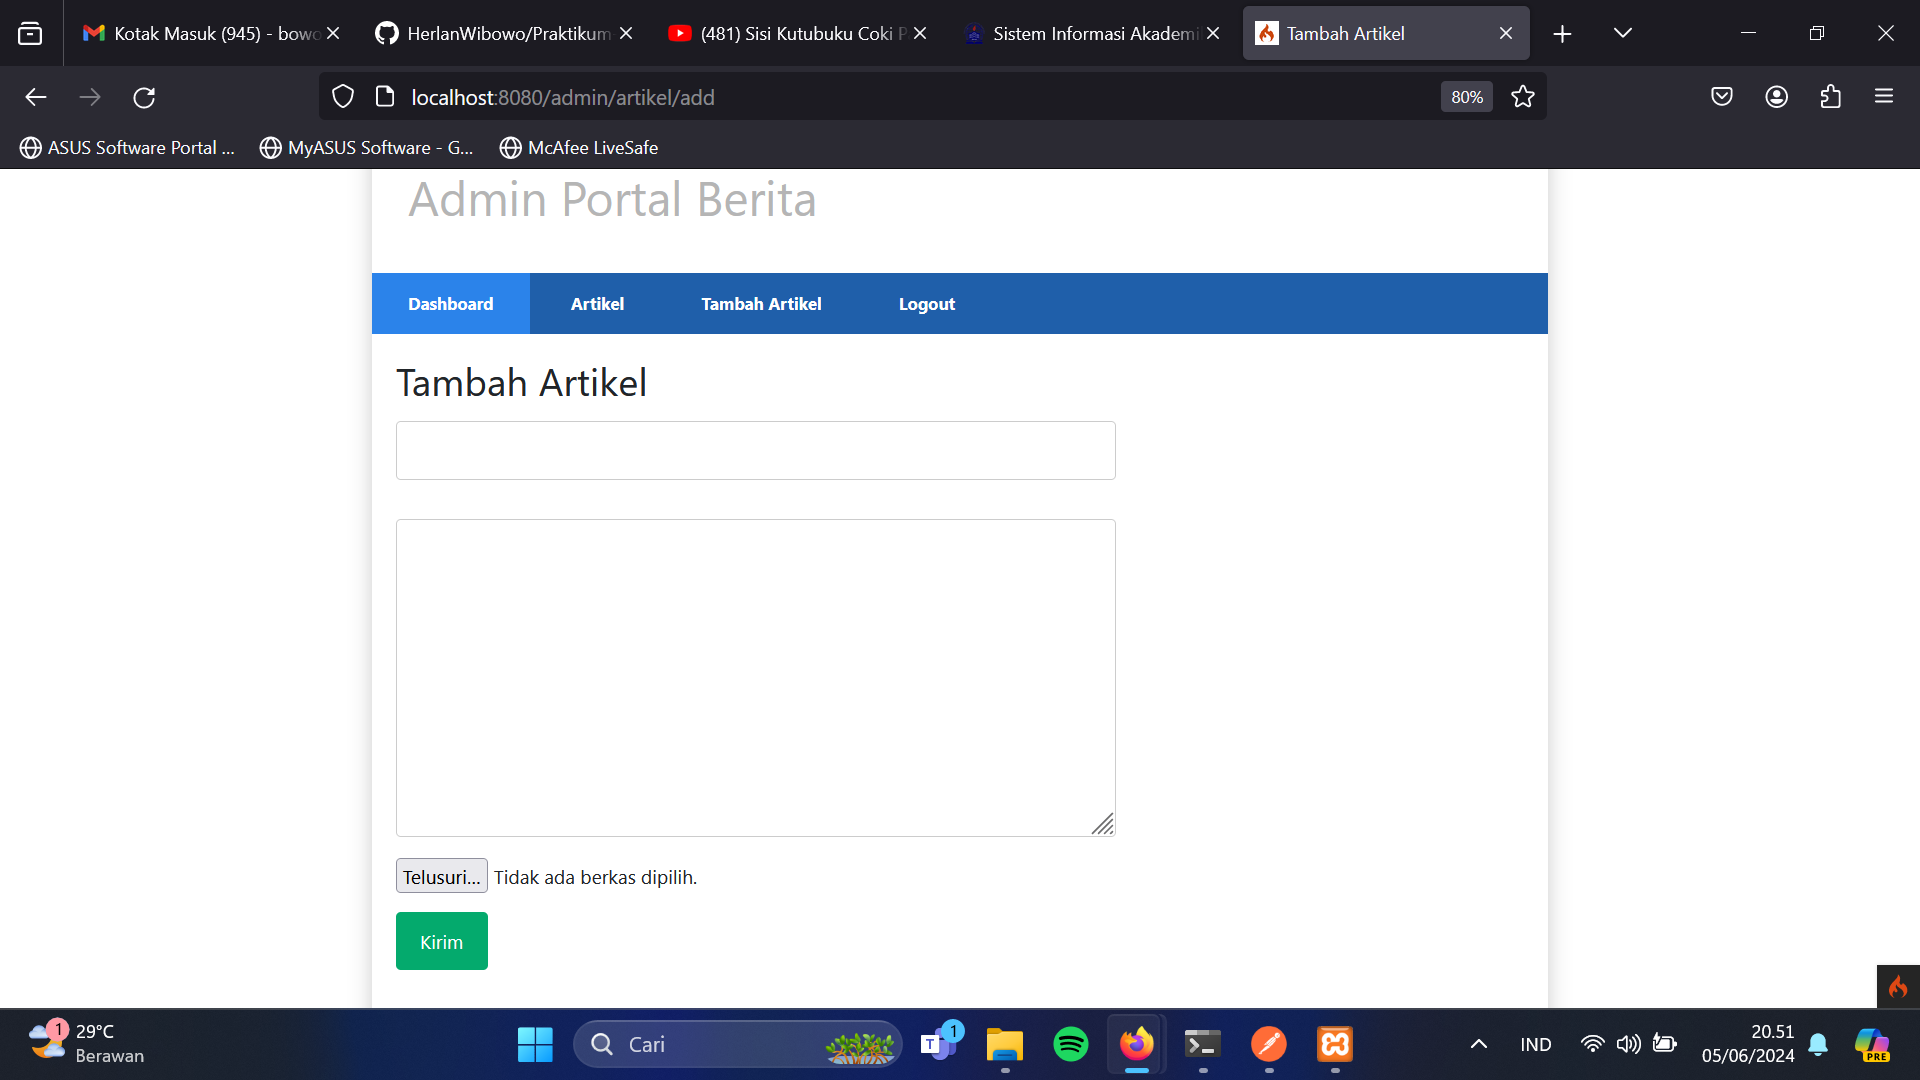 Kotak Masuk (945) - bowo
HerlanWibowo/Praktikum
(481) Sisi Kutubuku Coki P
Sistem Informasi Akademi
Tambah Artikel
localhost:8080/admin/artikel/add
80%
ASUS Software Portal ...
MyASUS Software - G...
McAfee LiveSafe
Admin Portal Berita
Dashboard
Artikel
Tambah Artikel
Logout
Tambah Artikel
Telusuri... Tidak ada berkas dipilih.
Kirim
1
29°C
Berawan
Cari
T
1
IND
20.51
05/06/2024
PRE